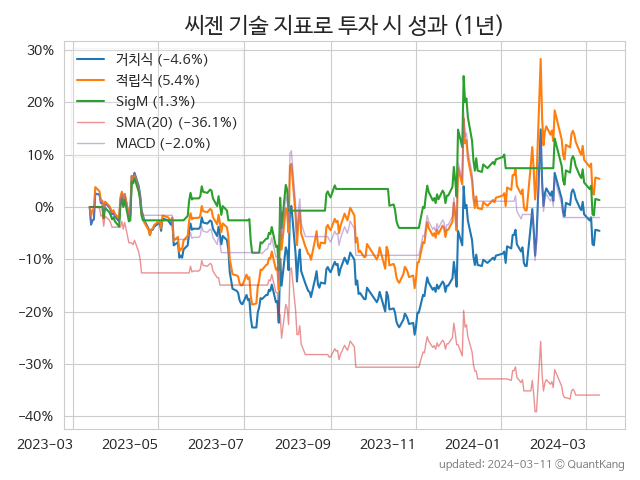 씨젠 기술 지표로 투자 시 성과 (1년)
30%
20%
10%
0%
−10%
−20%
−30%
−40%
거치식 (−4.6%)
적립식 (5.4%)
SigM (1.3%)
SMA(20) (−36.1%)
MACD (−2.0%)
2023-03
2023-05
2023-07
2023-09
2023-11
2024-01
2024-03
updated: 2024-03-11 ⓒ QuantKang